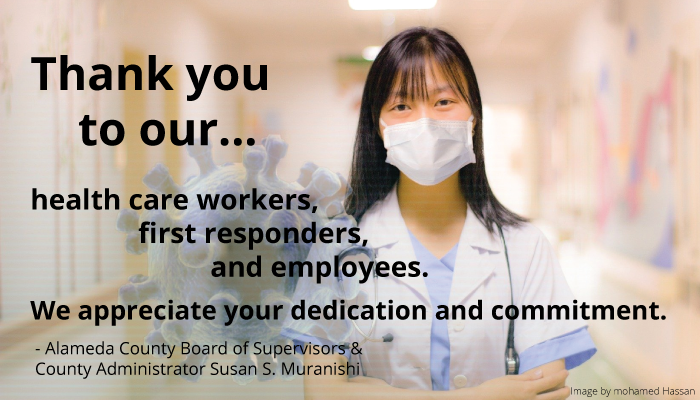 Thank you
to our...
health care workers,
first responders,
and employees.
We appreciate your dedication and commitment.
- Alameda County Board of Supervisors &
County Administrator Susan S. Muranishi
Image by mohamed Hassan